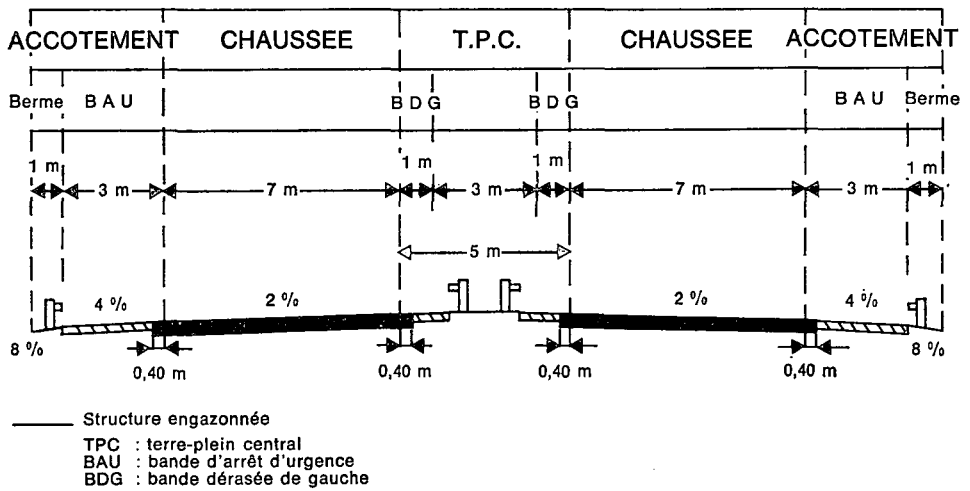 ACCOTEMENT CHAUSSEE T.P.C. CHAUSSEE ACCOTEMENT
Berme B A U B D G B D G B A U Berme
1 m 1 m 1 m 1 m
3 m 7 m 3 m 7 m 3 m
5 m
4 % 2 % 2 % 4 %
8 % 8 %
0,40 m 0,40 m 0,40 m 0,40 m
Structure engazonnée
TPC : terre-plein central
BAU : bande d'arrêt d'urgence
BDG : bande dérasée de gauche